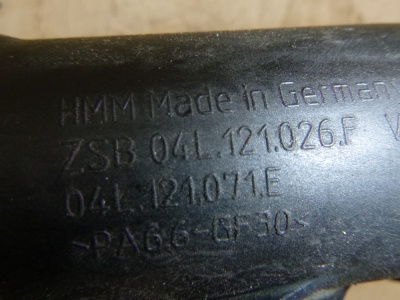 HMM Made in Germany
ZSB 04L.121.026.F V
04L.121.071.E
>PA6.6-GF30<